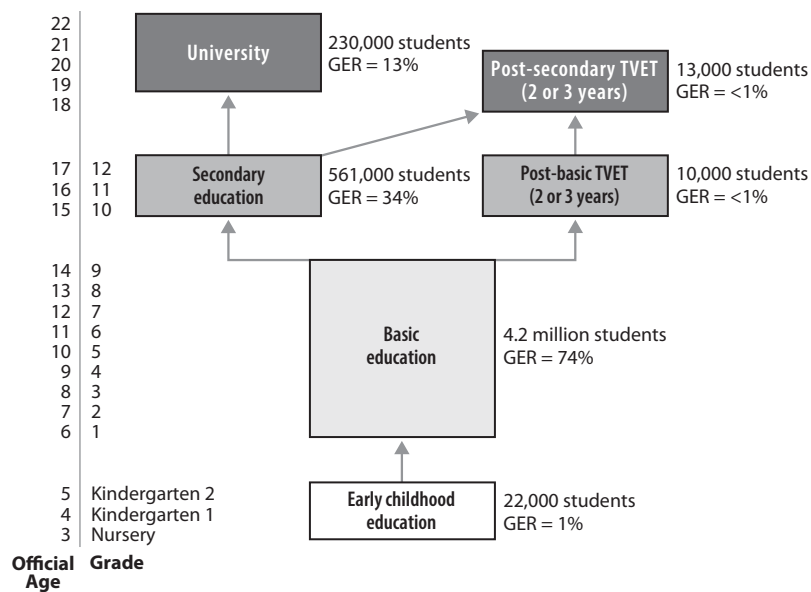 22
21
20
19
18
University
230,000 students
GER = 13%
Post-secondary TVET
(2 or 3 years)
13,000 students
GER = <1%
17 12
16 11
15 10
Secondary
education
561,000 students
GER = 34%
Post-basic TVET
(2 or 3 years)
10,000 students
GER = <1%
14 9
13 8
12 7
11 6
10 5
9 4
8 3
7 2
6 1
Basic
education
4.2 million students
GER = 74%
5 Kindergarten 2
4 Kindergarten 1
3 Nursery
Early childhood
education
22,000 students
GER = 1%
Official Grade
Age